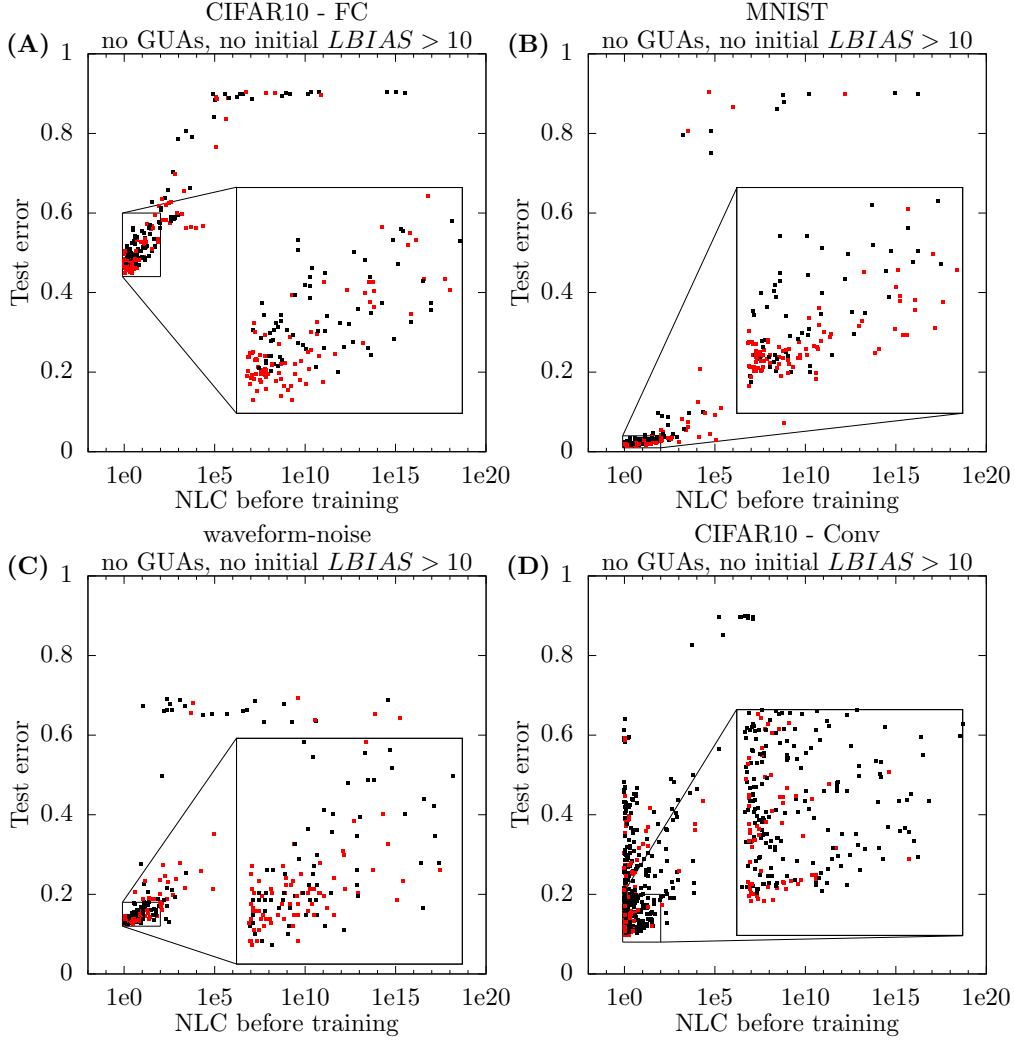 CIFAR10 - FC
(A) no GUAs, no initial LBIAS > 10
1
0.8
0.6
0.4
0.2
0
Test error
1e0 1e5 1e10 1e15 1e20
NLC before training
MNIST
(B) no GUAs, no initial LBIAS > 10
1
0.8
0.6
0.4
0.2
0
Test error
1e0 1e5 1e10 1e15 1e20
NLC before training
waveform-noise
(C) no GUAs, no initial LBIAS > 10
1
0.8
0.6
0.4
0.2
0
Test error
1e0 1e5 1e10 1e15 1e20
NLC before training
CIFAR10 - Conv
(D) no GUAs, no initial LBIAS > 10
1
0.8
0.6
0.4
0.2
0
Test error
1e0 1e5 1e10 1e15 1e20
NLC before training